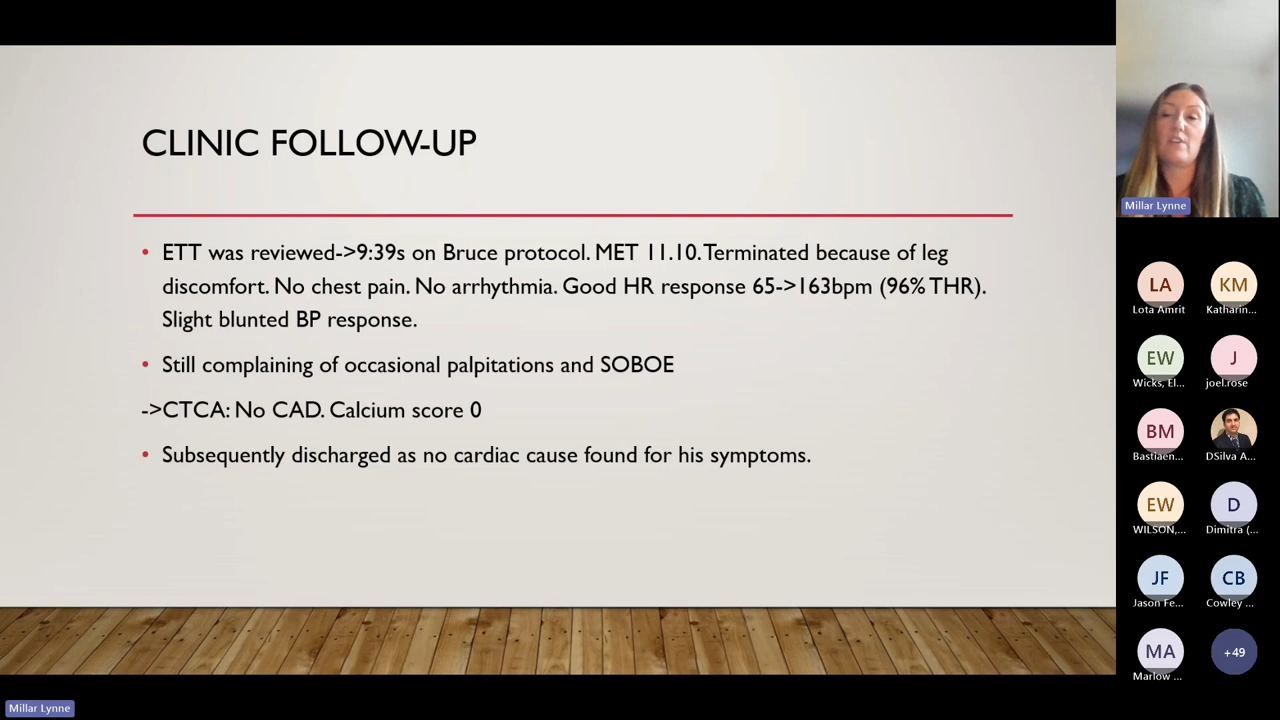 CLINIC FOLLOW-UP
• ETT was reviewed->9:39s on Bruce protocol. MET 11.10. Terminated because of leg
discomfort. No chest pain. No arrhythmia. Good HR response 65->163bpm (96% THR).
Slight blunted BP response.
• Still complaining of occasional palpitations and SOBOE
->CTCA: No CAD. Calcium score 0
• Subsequently discharged as no cardiac cause found for his symptoms.
Millar Lynne
LA
KM
Lota Amrit
Katharin...
EW
J
Wicks, El...
joel.rose
BM
Bastiaen...
DSilva A...
EW
D
WILSON,...
Dimitra (...
JF
CB
Jason Fe...
Cowley ...
MA
+49
Marlow ...
Millar Lynne